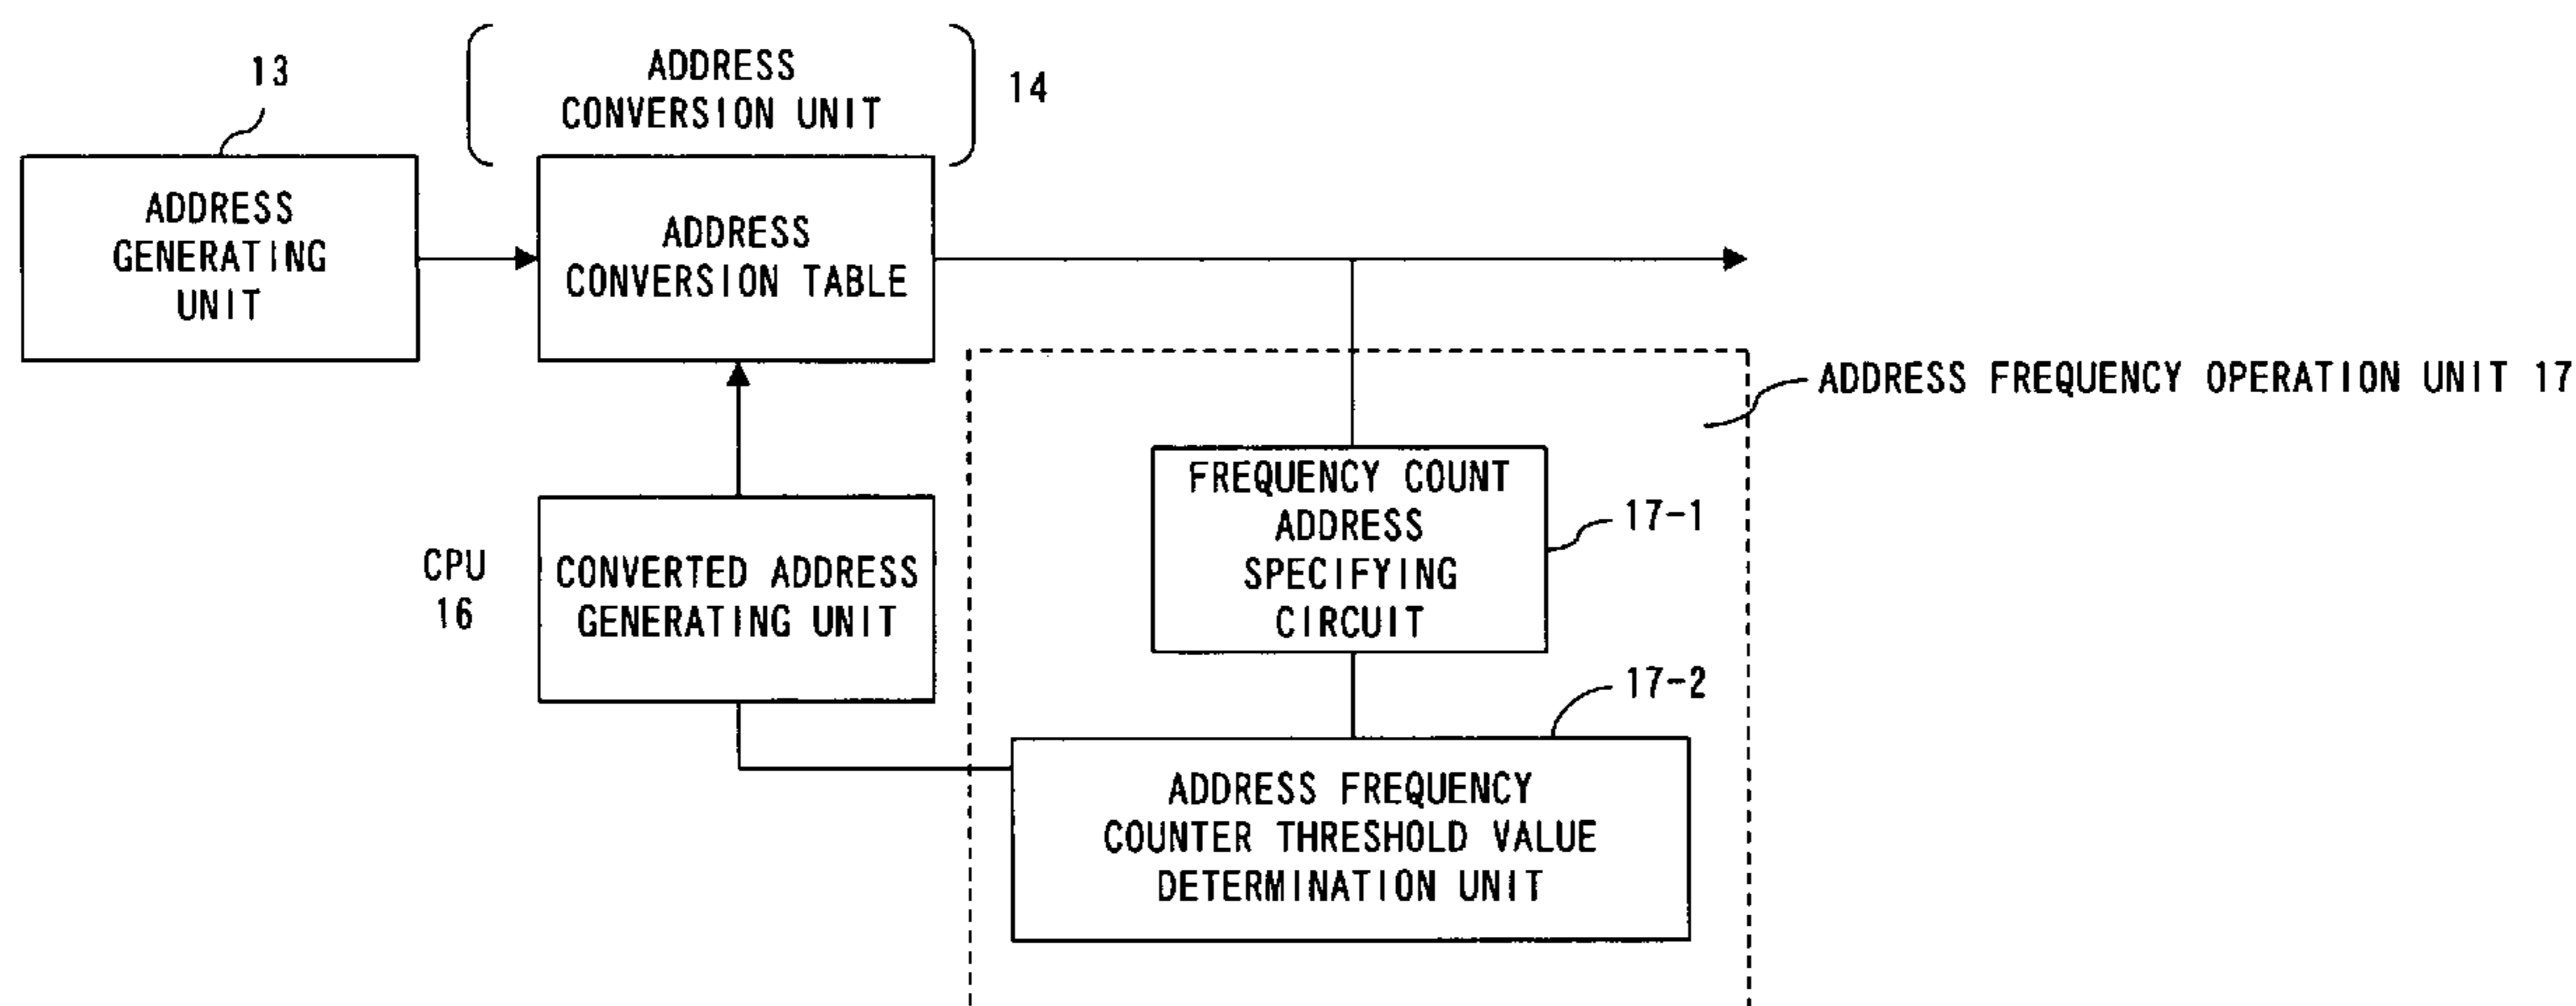 13
ADDRESS
CONVERSION UNIT
14
ADDRESS
GENERATING
UNIT
ADDRESS
CONVERSION TABLE
ADDRESS FREQUENCY OPERATION UNIT 17
CPU
16
CONVERTED ADDRESS
GENERATING UNIT
FREQUENCY COUNT
ADDRESS
SPECIFYING
CIRCUIT
17-1
17-2
ADDRESS FREQUENCY
COUNTER THRESHOLD VALUE
DETERMINATION UNIT